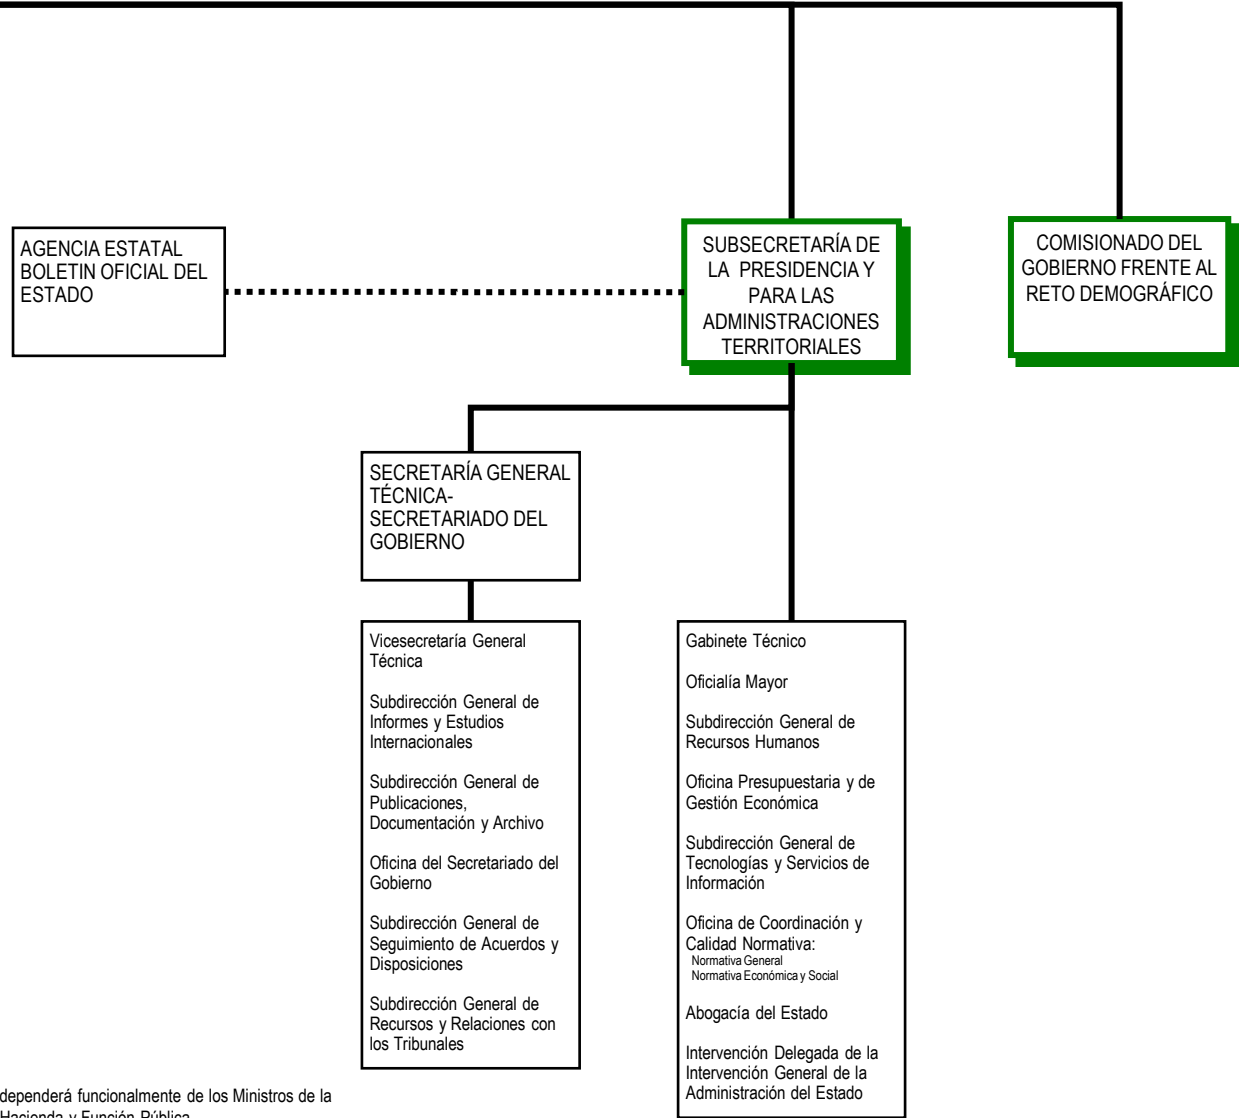 AGENCIA ESTATAL
BOLETIN OFICIAL DEL
ESTADO
SUBSECRETARÍA DE
LA PRESIDENCIA Y
PARA LAS
ADMINISTRACIONES
TERRITORIALES
COMISIONADO DEL
GOBIERNO FRENTE AL
RETO DEMOGRÁFICO
SECRETARÍA GENERAL
TÉCNICA-
SECRETARIADO DEL
GOBIERNO
Vicesecretaría General
Técnica
Subdirección General de
Informes y Estudios
Internacionales
Subdirección General de
Publicaciones,
Documentación y Archivo
Oficina del Secretariado del
Gobierno
Subdirección General de
Seguimiento de Acuerdos y
Disposiciones
Subdirección General de
Recursos y Relaciones con
los Tribunales
Gabinete Técnico
Oficialía Mayor
Subdirección General de
Recursos Humanos
Oficina Presupuestaria y de
Gestión Económica
Subdirección General de
Tecnologías y Servicios de
Información
Oficina de Coordinación y
Calidad Normativa:
Normativa General
Normativa Económica y Social
Abogacía del Estado
Intervención Delegada de la
Intervención General de la
Administración del Estado
dependerá funcionalmente de los Ministros de la
Hacienda y Función Pública